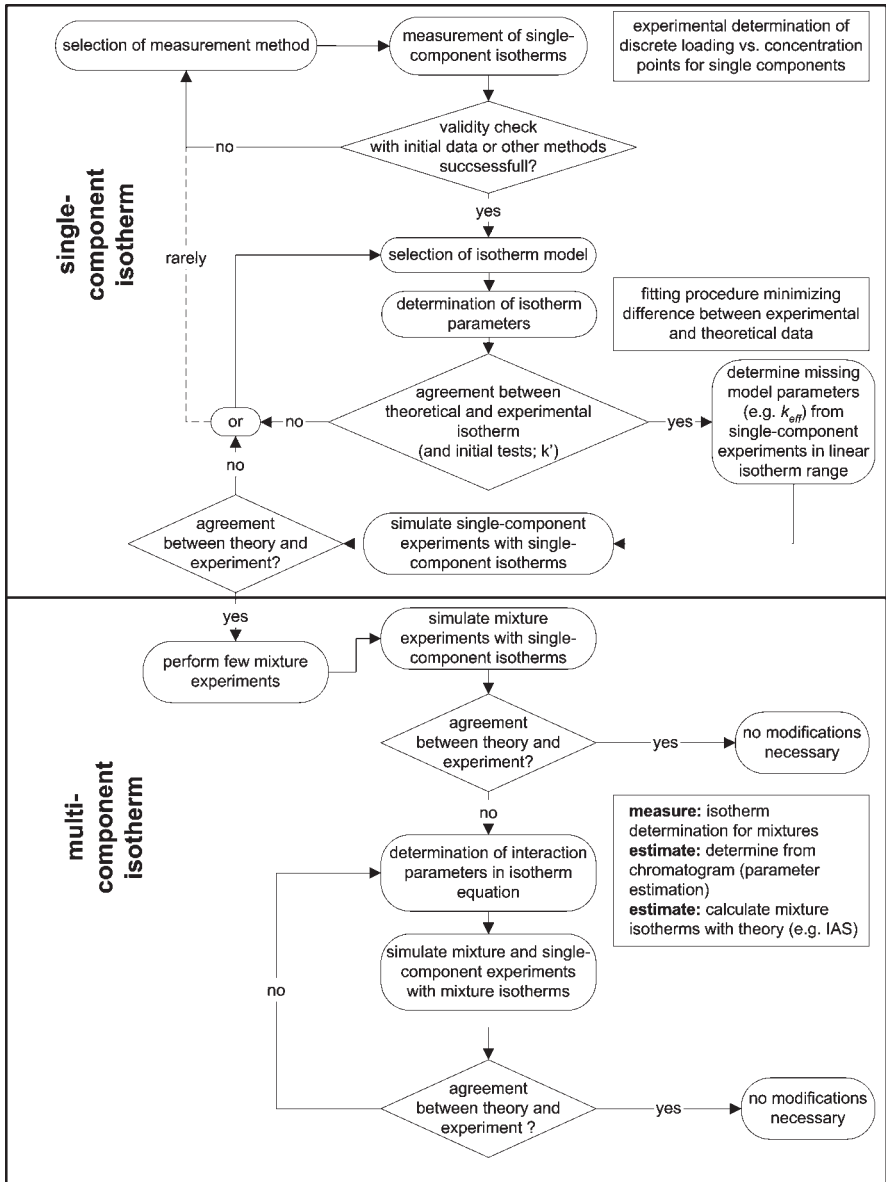 selection of measurement method
measurement of single-
component isotherms
experimental determination of
discrete loading vs. concentration
points for single components
validity check
with initial data or other methods
succsessfull?
no
yes
single-
component
isotherm
rarely
selection of isotherm model
determination of isotherm
parameters
fitting procedure minimizing
difference between experimental
and theoretical data
agreement between
theoretical and experimental
isotherm
(and initial tests; k')
or
no
yes
determine missing
model parameters
(e.g. keff) from
single-component
experiments in linear
isotherm range
no
agreement
between theory and
experiment?
simulate single-component
experiments with single-
component isotherms
yes
perform few mixture
experiments
simulate mixture
experiments with single-
component isotherms
multi-
component
isotherm
agreement
between theory and
experiment?
yes
no modifications
necessary
no
determination of interaction
parameters in isotherm
equation
measure: isotherm
determination for mixtures
estimate: determine from
chromatogram (parameter
estimation)
estimate: calculate mixture
isotherms with theory (e.g. IAS)
simulate mixture and single-
component experiments
with mixture isotherms
no
agreement
between theory and
experiment ?
yes
no modifications
necessary